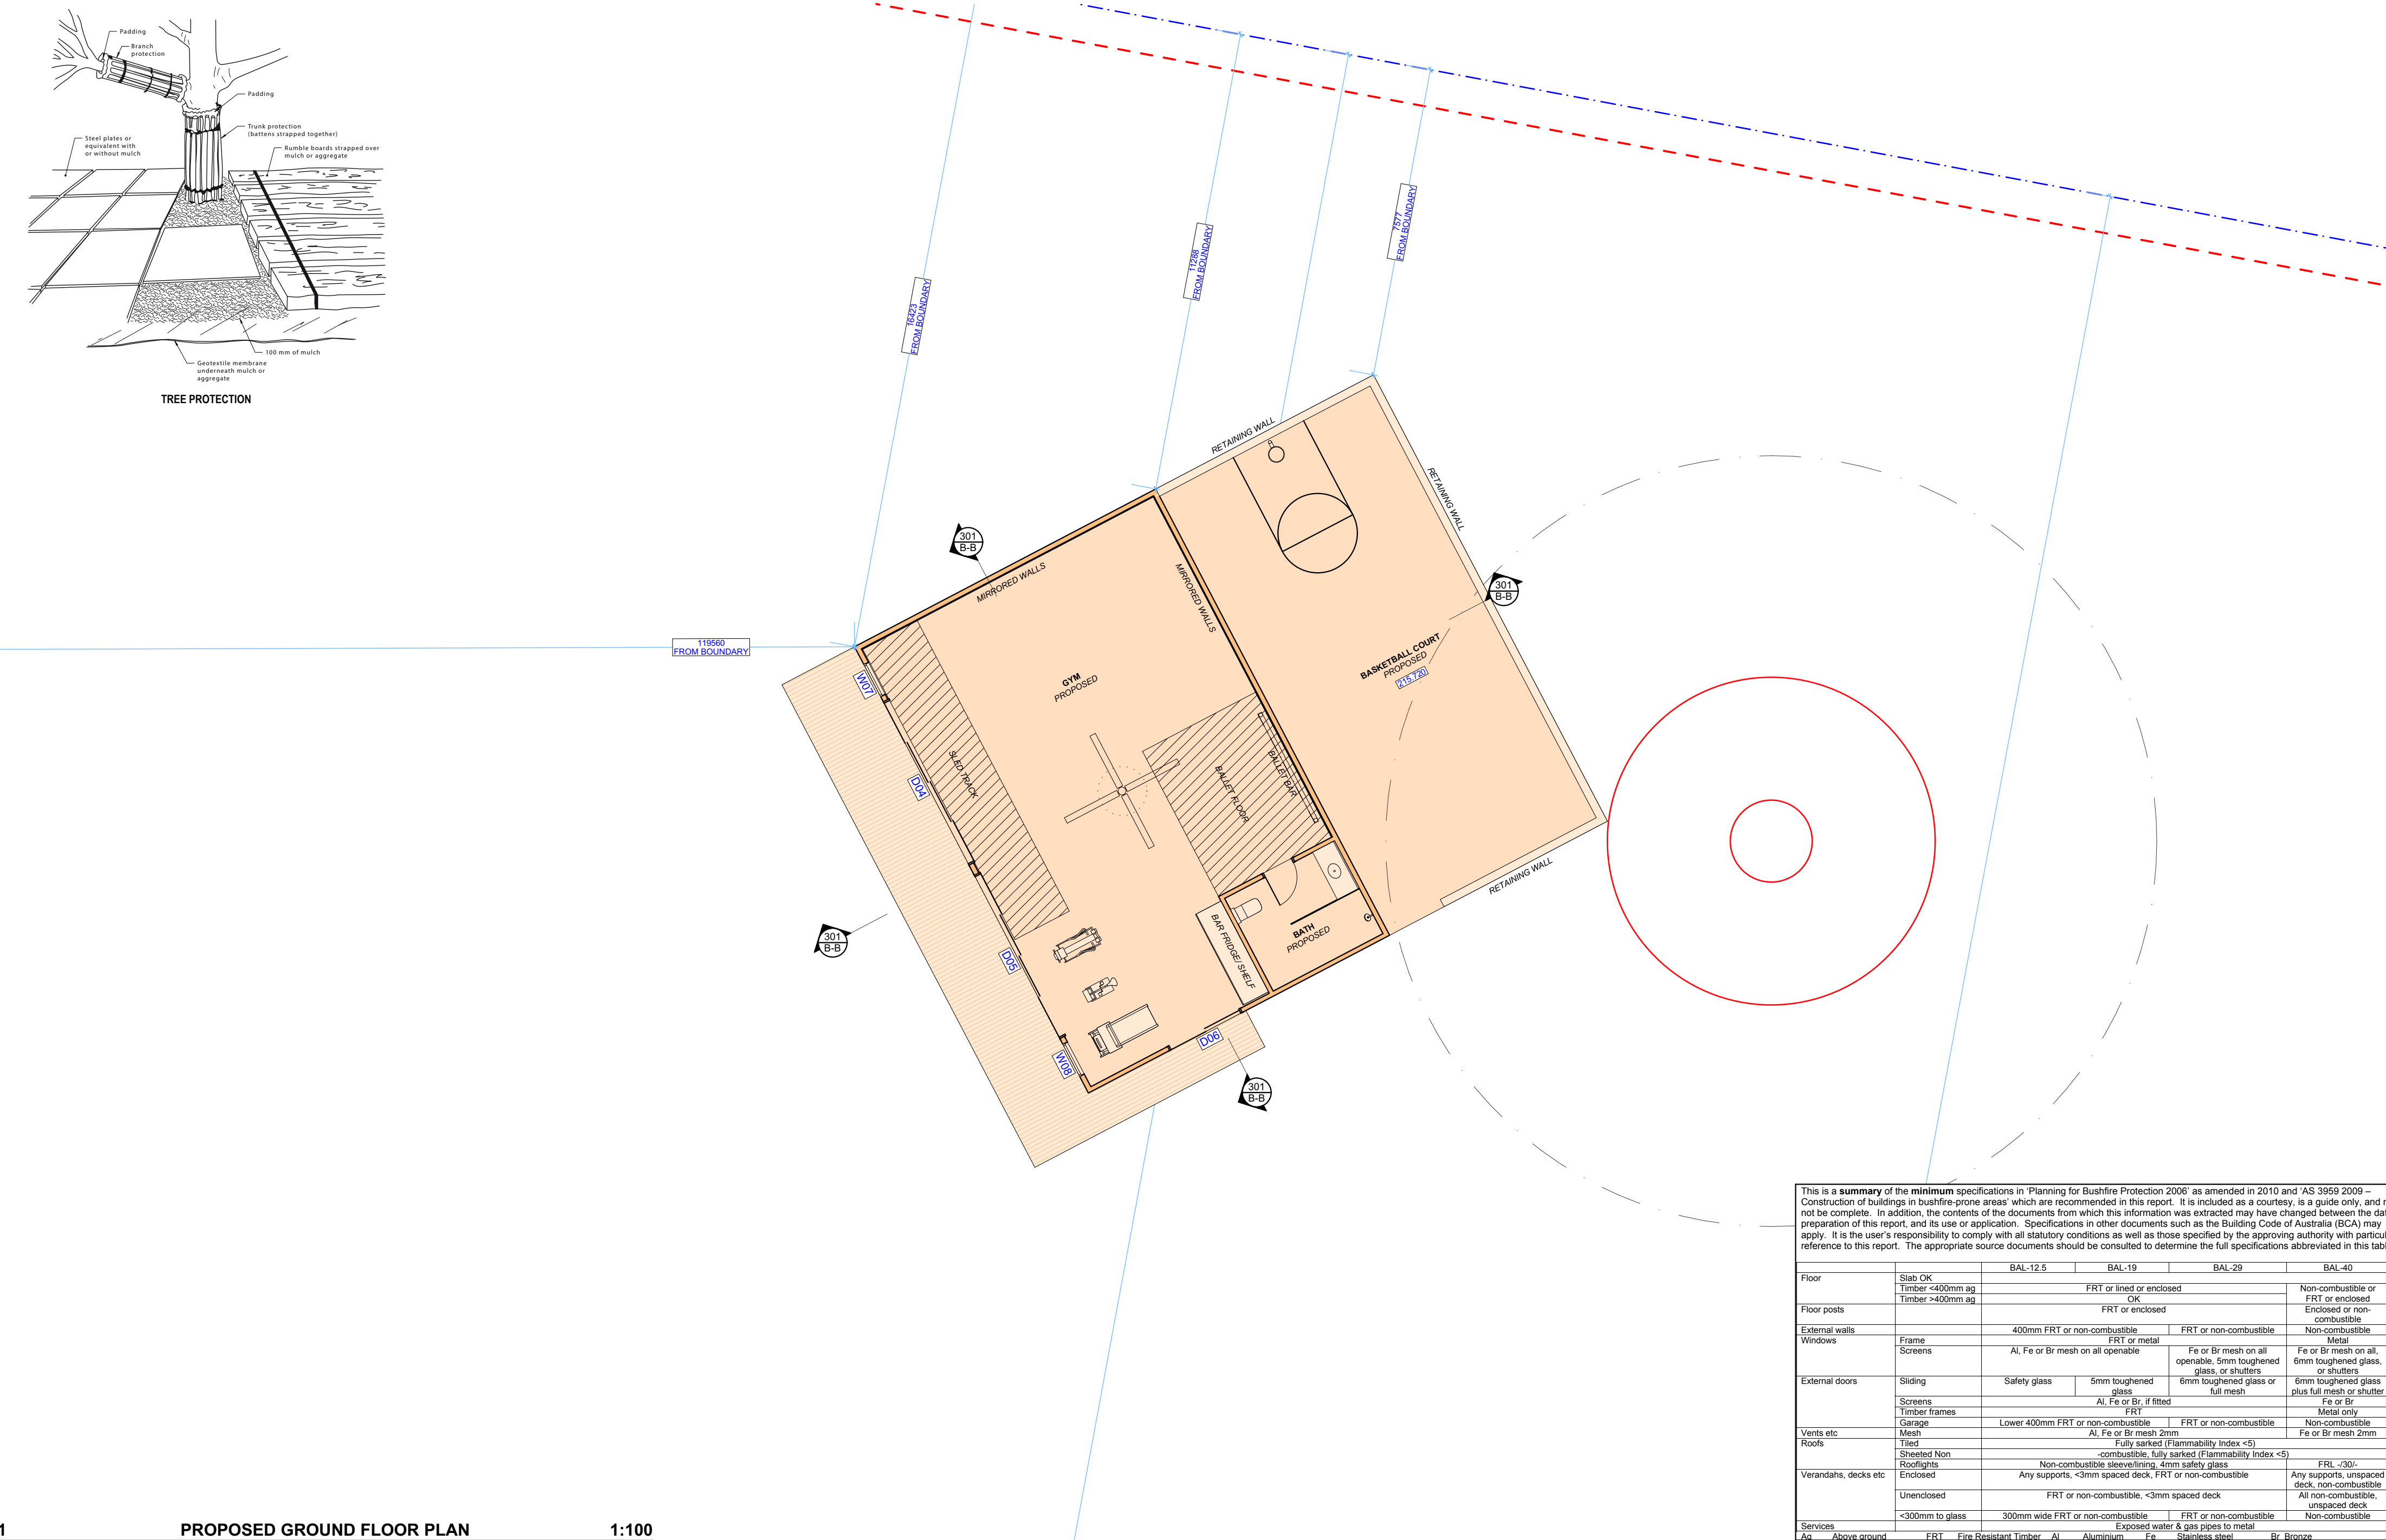 Padding
Branch
protection
Padding
Trunk protection
(battens strapped together)
Steel plates or
equivalent with
or without mulch
Rumble boards strapped over
mulch or aggregate
100 mm of mulch
Geotextile membrane
underneath mulch or
aggregate
TREE PROTECTION
16423
FROM BOUNDARY
11288
FROM BOUNDARY
7577
FROM BOUNDARY
119560
FROM BOUNDARY
RETAINING WALL
RETAINING WALL
RETAINING WALL
301
B-B
301
B-B
301
B-B
301
B-B
MIRRORED WALLS
MIRRORED WALLS
GYM
PROPOSED
BASKETBALL COURT
PROPOSED
215.720
W07
D04
SLED TRACK
BALLET FLOOR
BALLET BAR
D05
BAR FRIDGE/ SHELF
BATH
PROPOSED
W08
D06
This is a summary of the minimum specifications in 'Planning for Bushfire Protection 2006' as amended in 2010 and 'AS 3959 2009 –
Construction of buildings in bushfire-prone areas' which are recommended in this report. It is included as a courtesy, is a guide only, and
not be complete. In addition, the contents of the documents from which this information was extracted may have changed between the
preparation of this report, and its use or application. Specifications in other documents such as the Building Code of Australia (BCA) may
apply. It is the user's responsibility to comply with all statutory conditions as well as those specified by the approving authority with
reference to this report. The appropriate source documents should be consulted to determine the full specifications abbreviated in this
BAL-12.5 BAL-19 BAL-29 BAL-40
Floor Slab OK
Timber <400mm ag FRT or lined or enclosed Non-combustible or
Timber >400mm ag OK FRT or enclosed
Floor posts FRT or enclosed Enclosed or non-
combustible
External walls 400mm FRT or non-combustible FRT or non-combustible Non-combustible
Windows Frame FRT or metal Metal
Screens Al, Fe or Br mesh on all openable Fe or Br mesh on all Fe or Br mesh on all,
openable, 5mm toughened 6mm toughened glass,
glass, or shutters or shutters
External doors Sliding Safety glass 5mm toughened 6mm toughened glass or 6mm toughened glass
glass full mesh plus full mesh or shutter
Screens Al, Fe or Br, if fitted Fe or Br
Timber frames FRT Metal only
Garage Lower 400mm FRT or non-combustible FRT or non-combustible Non-combustible
Vents etc Mesh Al, Fe or Br mesh 2mm Fe or Br mesh 2mm
Roofs Tiled Fully sarked (Flammability Index <5)
Sheeted Non -combustible, fully sarked (Flammability Index <5)
Rooflights Non-combustible sleeve/lining, 4mm safety glass FRL -/30/-
Verandahs, decks etc Enclosed Any supports, <3mm spaced deck, FRT or non-combustible Any supports, unspaced
deck, non-combustible
Unenclosed FRT or non-combustible, <3mm spaced deck All non-combustible,
unspaced deck
<300mm to glass 300mm wide FRT or non-combustible FRT or non-combustible Non-combustible
Services Exposed water & gas pipes to metal
Ag Above ground FRT Fire Resistant Timber Al Aluminium Fe Stainless steel Br Bronze
1 PROPOSED GROUND FLOOR PLAN 1:100